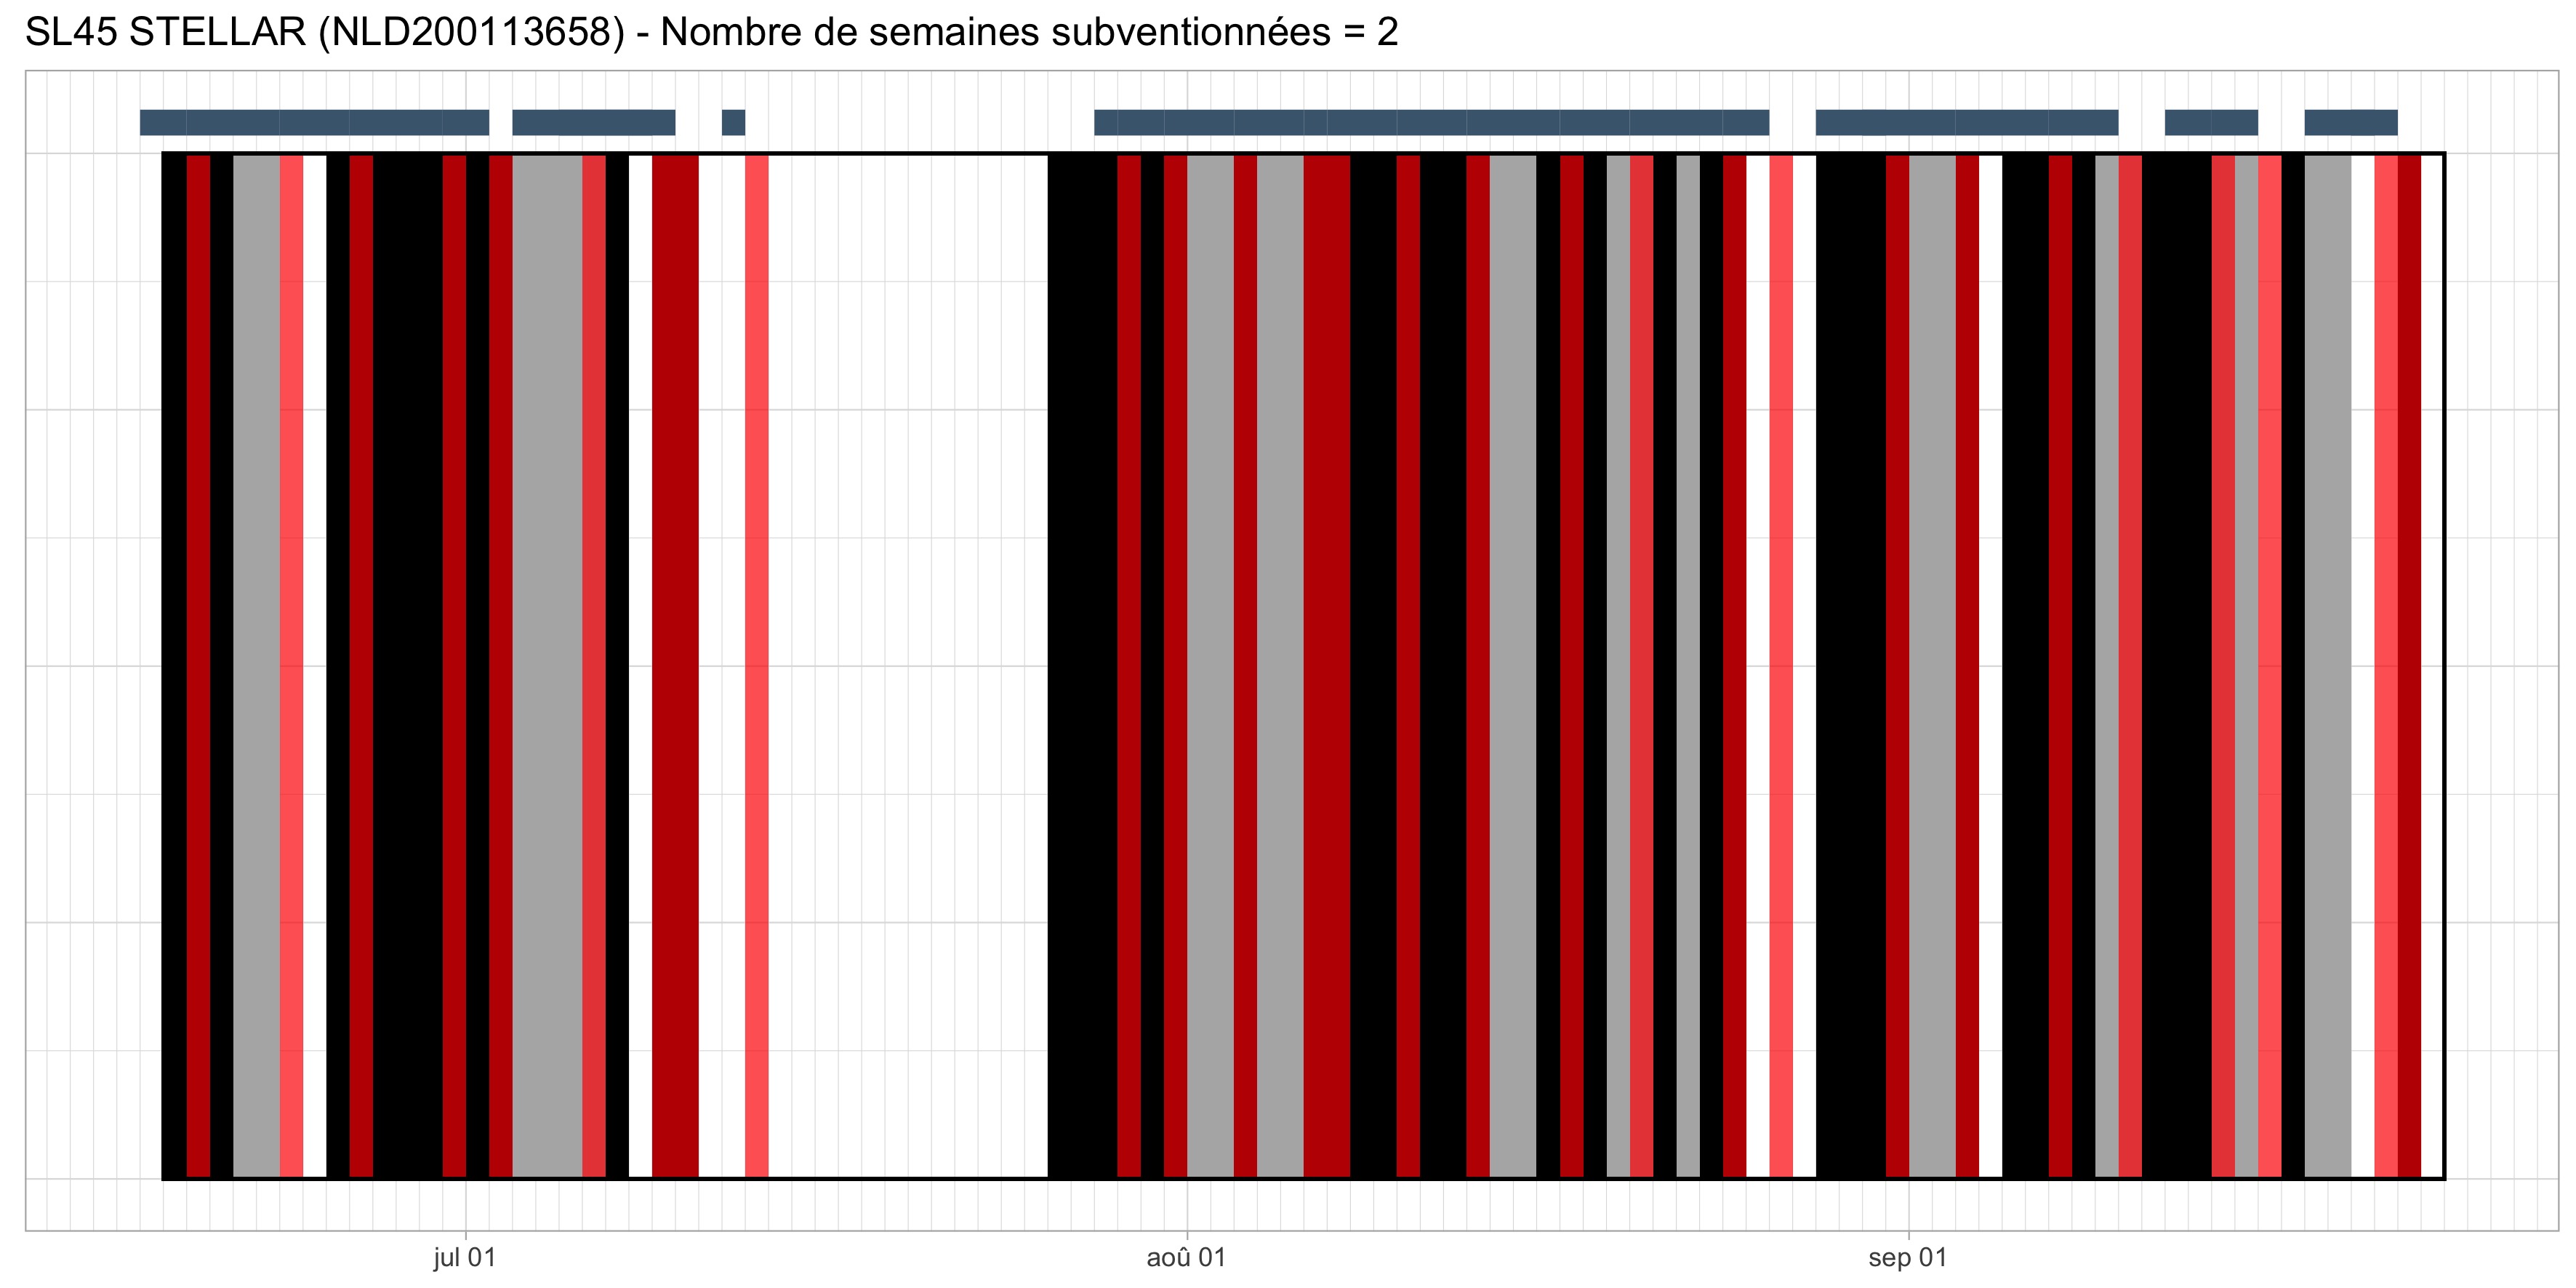 SL45 STELLAR (NLD200113658) - Nombre de semaines subventionnées = 2
jul 01
aoû 01
sep 01